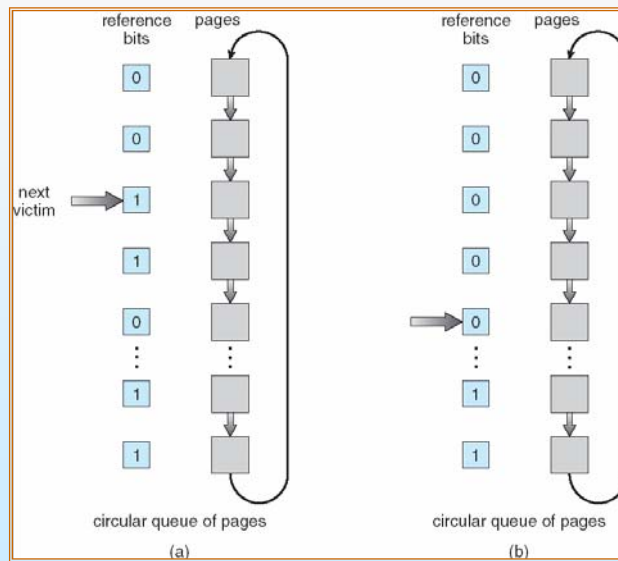 reference bits
pages
0
0
next victim
1
1
0
1
1
circular queue of pages
(a)
reference bits
pages
0
0
0
0
0
1
1
circular queue of pages
(b)